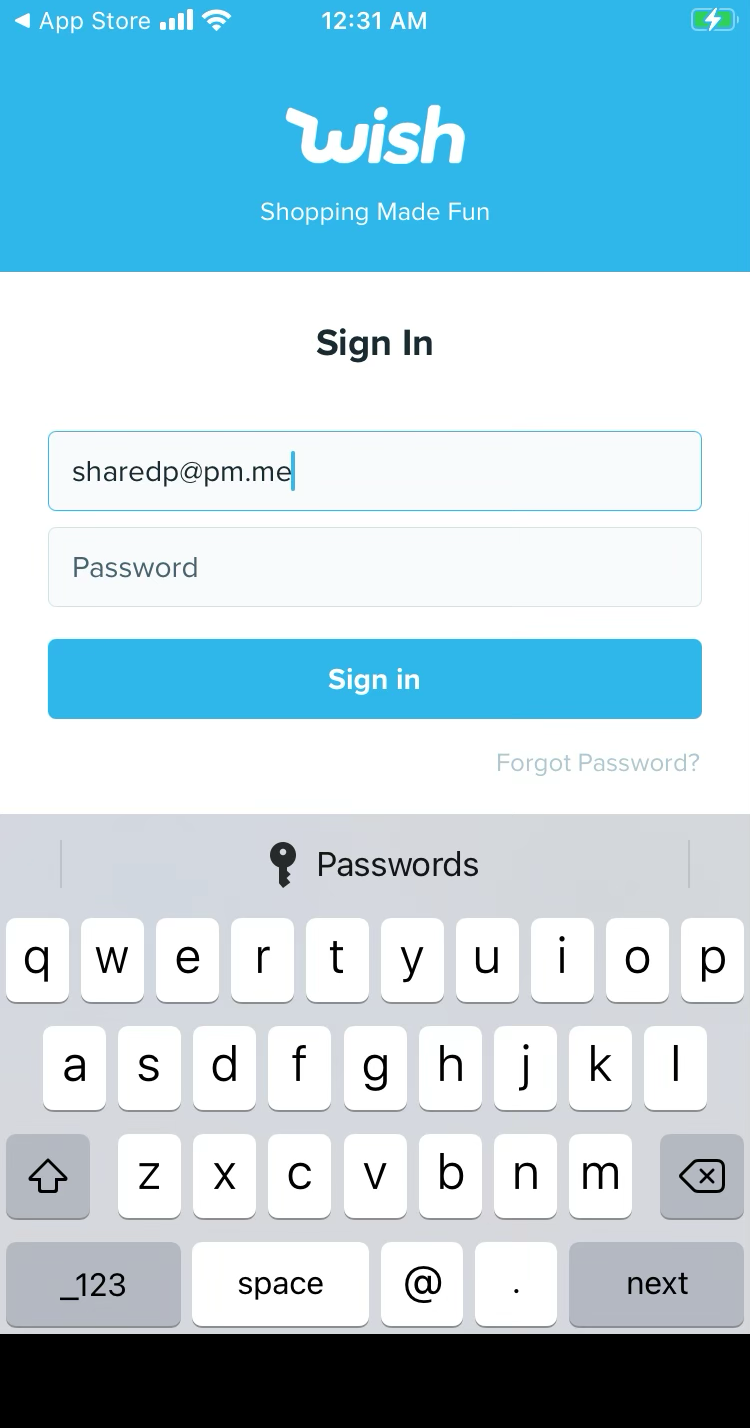 App Store
12:31 AM
wish
Shopping Made Fun
Sign In
sharedp@pm.me
Password
Sign in
Forgot Password?
Passwords
q w e r t y u i o p
a s d f g h j k l
z x c v b n m
_123 space @ . next